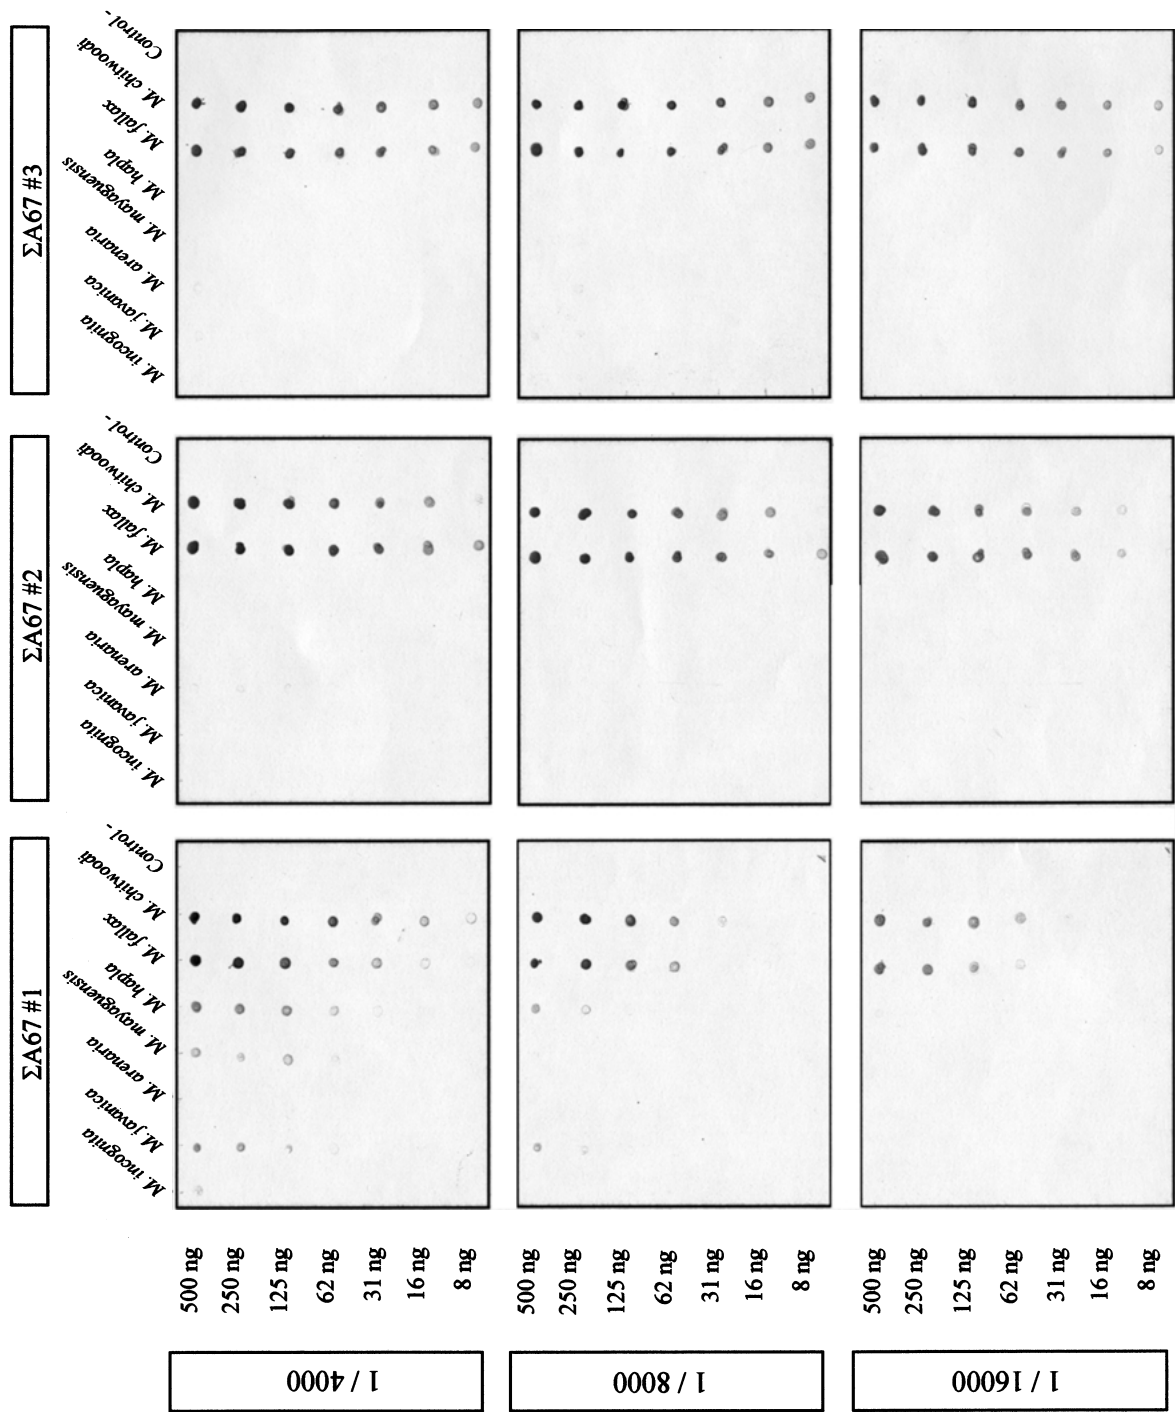 ΣA67 #1
ΣA67 #2
ΣA67 #3
M. incognita
M. javanica
M. arenaria
M. mayaguensis
M. hapla
M. fallax
M. chitwoodi
Control -
M. incognita
M. javanica
M. arenaria
M. mayaguensis
M. hapla
M. fallax
M. chitwoodi
Control -
M. incognita
M. javanica
M. arenaria
M. mayaguensis
M. hapla
M. fallax
M. chitwoodi
Control -
1 / 4000
500 ng
250 ng
125 ng
62 ng
31 ng
16 ng
8 ng
1 / 8000
500 ng
250 ng
125 ng
62 ng
31 ng
16 ng
8 ng
1 / 16000
500 ng
250 ng
125 ng
62 ng
31 ng
16 ng
8 ng